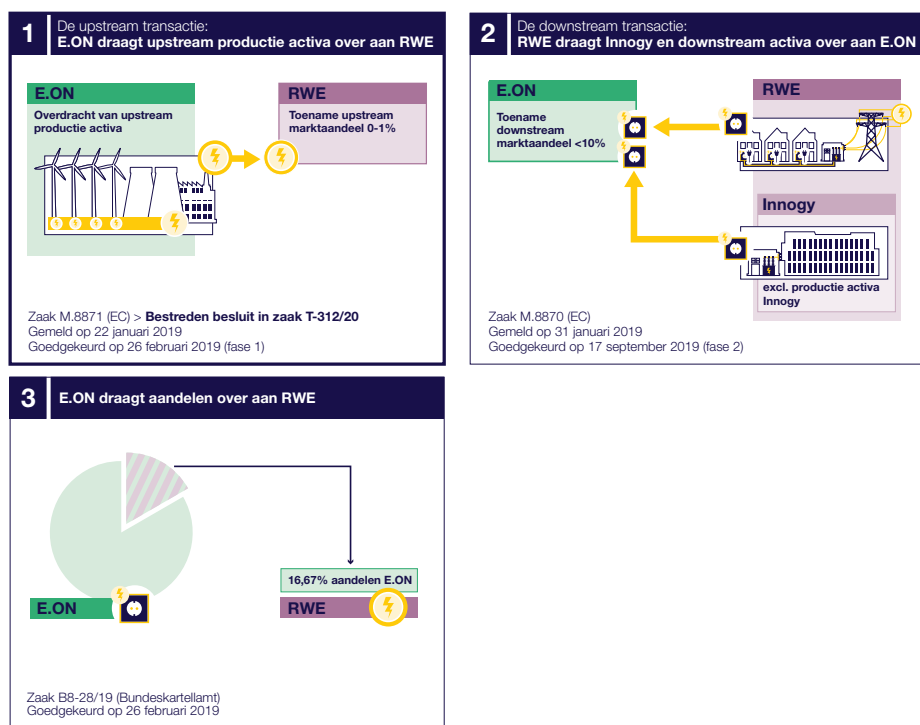 1
De upstream transactie:
E.ON draagt upstream productie activa over aan RWE
E.ON
Overdracht van upstream
productie activa
RWE
Toename upstream
marktaandeel 0-1%
Zaak M.8871 (EC) > Bestreden besluit in zaak T-312/20
Gemeld op 22 januari 2019
Goedgekeurd op 26 februari 2019 (fase 1)
2
De downstream transactie:
RWE draagt Innogy en downstream activa over aan E.ON
E.ON
Toename
downstream
marktaandeel <10%
RWE
Innogy
excl. productie activa
Innogy
Zaak M.8870 (EC)
Gemeld op 31 januari 2019
Goedgekeurd op 17 september 2019 (fase 2)
3
E.ON draagt aandelen over aan RWE
16,67% aandelen E.ON
E.ON
RWE
Zaak B8-28/19 (Bundeskartellamt)
Goedgekeurd op 26 februari 2019